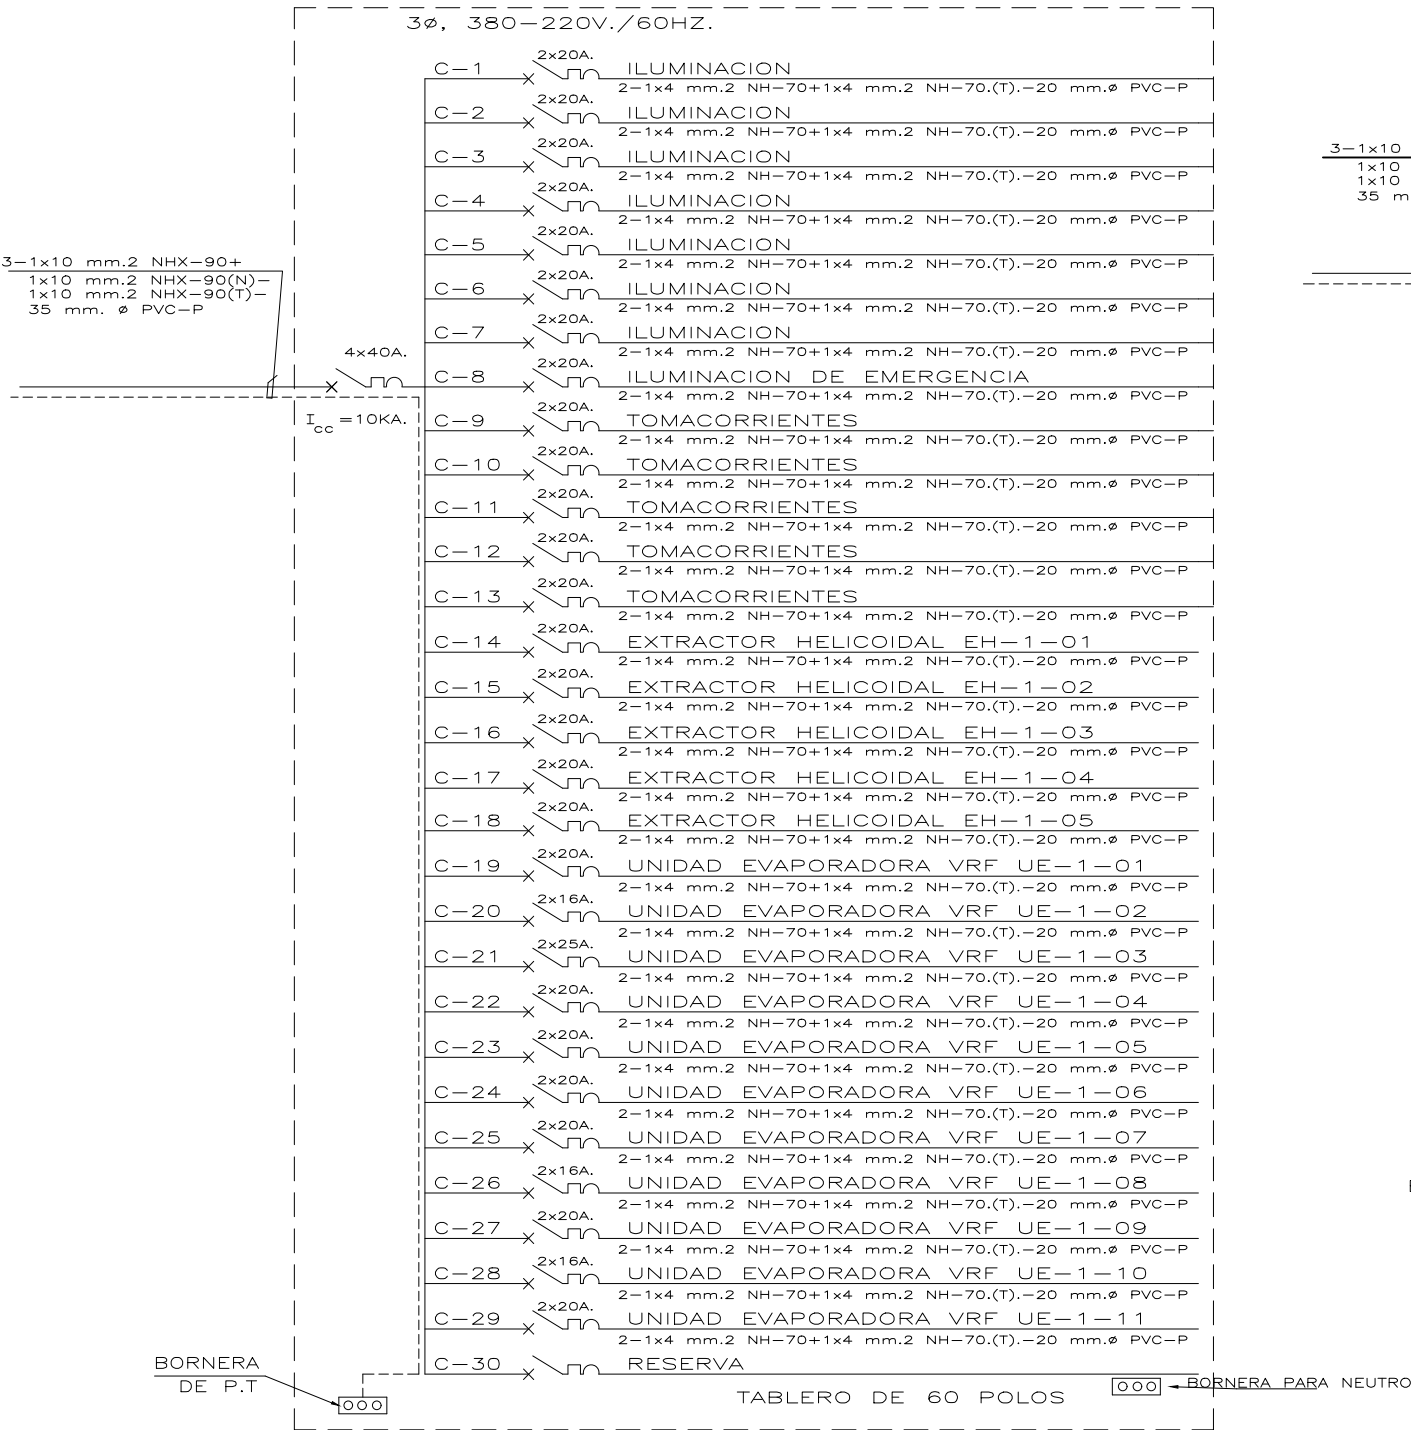 3ø, 380-220V./60HZ.
C-1 2x20A. ILUMINACION
2-1x4 mm.2 NH-70+1x4 mm.2 NH-70.(T).-20 mm.ø PVC-P
C-2 2x20A. ILUMINACION
2-1x4 mm.2 NH-70+1x4 mm.2 NH-70.(T).-20 mm.ø PVC-P
C-3 2x20A. ILUMINACION
2-1x4 mm.2 NH-70+1x4 mm.2 NH-70.(T).-20 mm.ø PVC-P
C-4 2x20A. ILUMINACION
2-1x4 mm.2 NH-70+1x4 mm.2 NH-70.(T).-20 mm.ø PVC-P
C-5 2x20A. ILUMINACION
2-1x4 mm.2 NH-70+1x4 mm.2 NH-70.(T).-20 mm.ø PVC-P
C-6 2x20A. ILUMINACION
2-1x4 mm.2 NH-70+1x4 mm.2 NH-70.(T).-20 mm.ø PVC-P
C-7 2x20A. ILUMINACION
2-1x4 mm.2 NH-70+1x4 mm.2 NH-70.(T).-20 mm.ø PVC-P
C-8 2x20A. ILUMINACION DE EMERGENCIA
2-1x4 mm.2 NH-70+1x4 mm.2 NH-70.(T).-20 mm.ø PVC-P
C-9 2x20A. TOMACORRIENTES
2-1x4 mm.2 NH-70+1x4 mm.2 NH-70.(T).-20 mm.ø PVC-P
C-10 2x20A. TOMACORRIENTES
2-1x4 mm.2 NH-70+1x4 mm.2 NH-70.(T).-20 mm.ø PVC-P
C-11 2x20A. TOMACORRIENTES
2-1x4 mm.2 NH-70+1x4 mm.2 NH-70.(T).-20 mm.ø PVC-P
C-12 2x20A. TOMACORRIENTES
2-1x4 mm.2 NH-70+1x4 mm.2 NH-70.(T).-20 mm.ø PVC-P
C-13 2x20A. TOMACORRIENTES
2-1x4 mm.2 NH-70+1x4 mm.2 NH-70.(T).-20 mm.ø PVC-P
C-14 2x20A. EXTRACTOR HELICOIDAL EH-1-01
2-1x4 mm.2 NH-70+1x4 mm.2 NH-70.(T).-20 mm.ø PVC-P
C-15 2x20A. EXTRACTOR HELICOIDAL EH-1-02
2-1x4 mm.2 NH-70+1x4 mm.2 NH-70.(T).-20 mm.ø PVC-P
C-16 2x20A. EXTRACTOR HELICOIDAL EH-1-03
2-1x4 mm.2 NH-70+1x4 mm.2 NH-70.(T).-20 mm.ø PVC-P
C-17 2x20A. EXTRACTOR HELICOIDAL EH-1-04
2-1x4 mm.2 NH-70+1x4 mm.2 NH-70.(T).-20 mm.ø PVC-P
C-18 2x20A. EXTRACTOR HELICOIDAL EH-1-05
2-1x4 mm.2 NH-70+1x4 mm.2 NH-70.(T).-20 mm.ø PVC-P
C-19 2x20A. UNIDAD EVAPORADORA VRF UE-1-01
2-1x4 mm.2 NH-70+1x4 mm.2 NH-70.(T).-20 mm.ø PVC-P
C-20 2x16A. UNIDAD EVAPORADORA VRF UE-1-02
2-1x4 mm.2 NH-70+1x4 mm.2 NH-70.(T).-20 mm.ø PVC-P
C-21 2x25A. UNIDAD EVAPORADORA VRF UE-1-03
2-1x4 mm.2 NH-70+1x4 mm.2 NH-70.(T).-20 mm.ø PVC-P
C-22 2x20A. UNIDAD EVAPORADORA VRF UE-1-04
2-1x4 mm.2 NH-70+1x4 mm.2 NH-70.(T).-20 mm.ø PVC-P
C-23 2x20A. UNIDAD EVAPORADORA VRF UE-1-05
2-1x4 mm.2 NH-70+1x4 mm.2 NH-70.(T).-20 mm.ø PVC-P
C-24 2x20A. UNIDAD EVAPORADORA VRF UE-1-06
2-1x4 mm.2 NH-70+1x4 mm.2 NH-70.(T).-20 mm.ø PVC-P
C-25 2x20A. UNIDAD EVAPORADORA VRF UE-1-07
2-1x4 mm.2 NH-70+1x4 mm.2 NH-70.(T).-20 mm.ø PVC-P
C-26 2x16A. UNIDAD EVAPORADORA VRF UE-1-08
2-1x4 mm.2 NH-70+1x4 mm.2 NH-70.(T).-20 mm.ø PVC-P
C-27 2x20A. UNIDAD EVAPORADORA VRF UE-1-09
2-1x4 mm.2 NH-70+1x4 mm.2 NH-70.(T).-20 mm.ø PVC-P
C-28 2x16A. UNIDAD EVAPORADORA VRF UE-1-10
2-1x4 mm.2 NH-70+1x4 mm.2 NH-70.(T).-20 mm.ø PVC-P
C-29 2x20A. UNIDAD EVAPORADORA VRF UE-1-11
2-1x4 mm.2 NH-70+1x4 mm.2 NH-70.(T).-20 mm.ø PVC-P
C-30 RESERVA
TABLERO DE 60 POLOS
BORNERA PARA NEUTRO
3-1x10 mm.2 NHX-90+
1x10 mm.2 NHX-90(N)-
1x10 mm.2 NHX-90(T)-
35 mm. ø PVC-P
4x40A.
Icc=10KA.
BORNERA
DE P.T
3-1x10
1x10
1x10
35 m